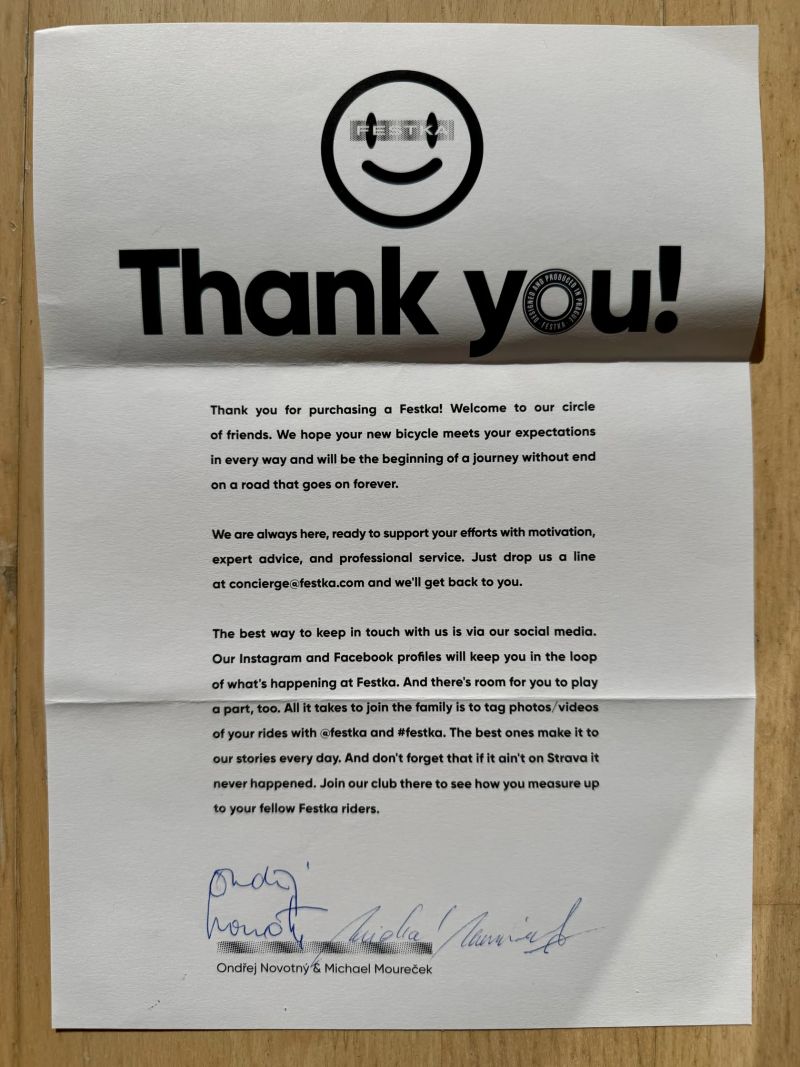 FESTKA
Thank you!
DESIGNED AND PRODUCED IN PRAGUE
FESTKA
Thank you for purchasing a Festka! Welcome to our circle
of friends. We hope your new bicycle meets your expectations
in every way and will be the beginning of a journey without end
on a road that goes on forever.
We are always here, ready to support your efforts with motivation,
expert advice, and professional service. Just drop us a line
at concierge@festka.com and we'll get back to you.
The best way to keep in touch with us is via our social media.
Our Instagram and Facebook profiles will keep you in the loop
of what's happening at Festka. And there's room for you to play
a part, too. All it takes to join the family is to tag photos/videos
of your rides with @festka and #festka. The best ones make it to
our stories every day. And don't forget that if it ain't on Strava it
never happened. Join our club there to see how you measure up
to your fellow Festka riders.
Ondřej
Novotný
Ondřej Novotný & Michael Moureček